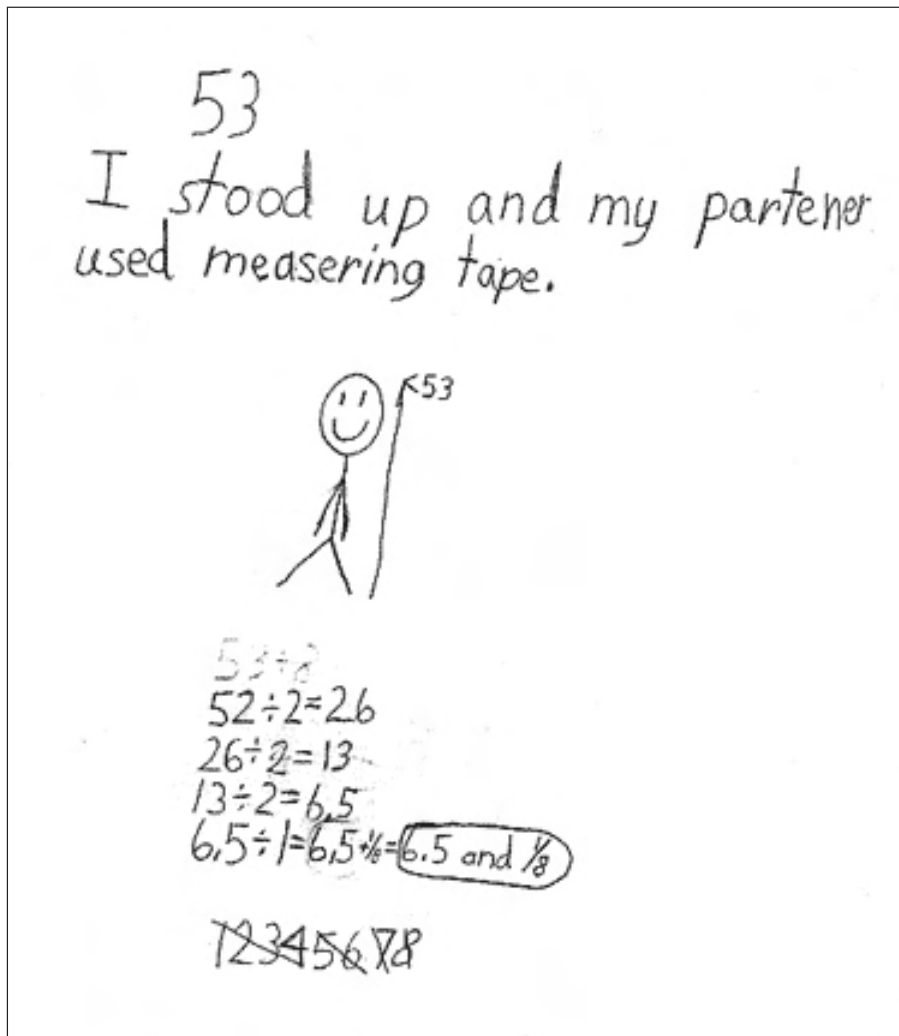 53
I stood up and my partener
used measering tape.
<53
53÷8
52÷2=26
26÷2=13
13÷2=6.5
6.5÷1=6.5+⅛=6.5 and ⅛
12345678